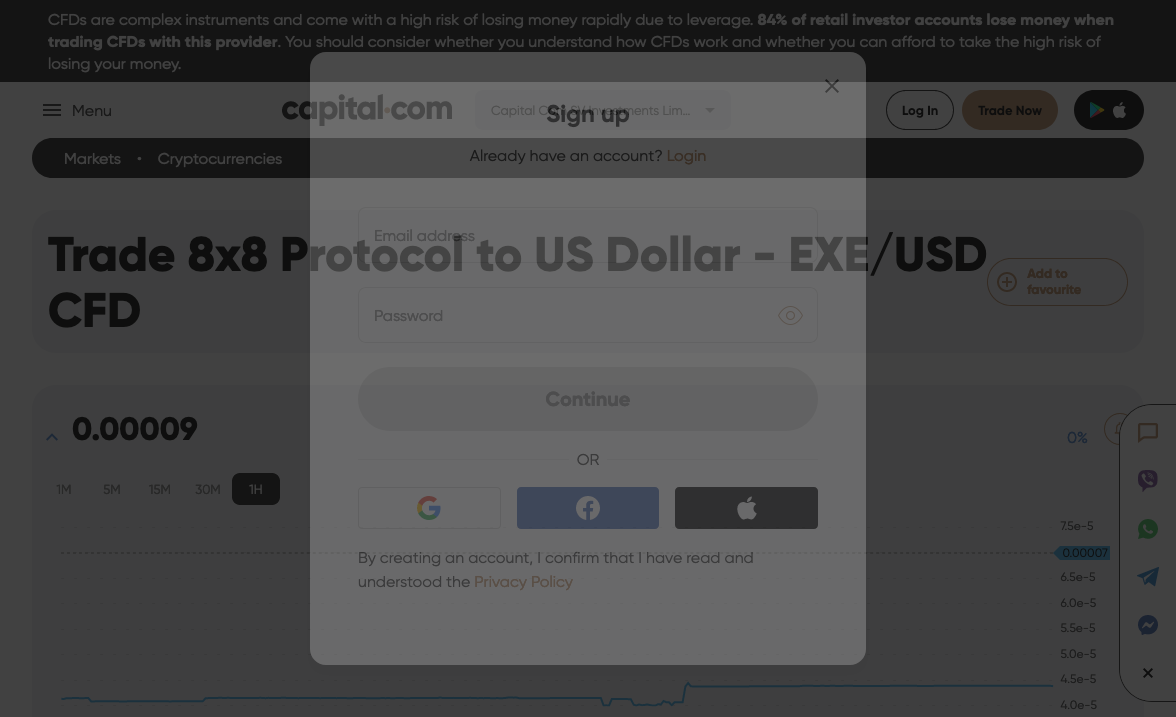 CFDs are complex instruments and come with a high risk of losing money rapidly due to leverage. 84% of retail investor accounts lose money when
trading CFDs with this provider. You should consider whether you understand how CFDs work and whether you can afford to take the high risk of
losing your money.
Menu
capital.com
Capital Com SV Investments Lim...
Log In
Trade Now
Sign up
Markets • Cryptocurrencies
Already have an account? Login
Email address
Trade 8x8 Protocol to US Dollar - EXE/USD
CFD
Add to
favourite
Password
Continue
0.00009
0%
OR
1M 5M 15M 30M 1H
7.5e-5
0.00007
By creating an account, I confirm that I have read and
understood the Privacy Policy
6.5e-5
6.0e-5
5.5e-5
5.0e-5
4.5e-5
4.0e-5